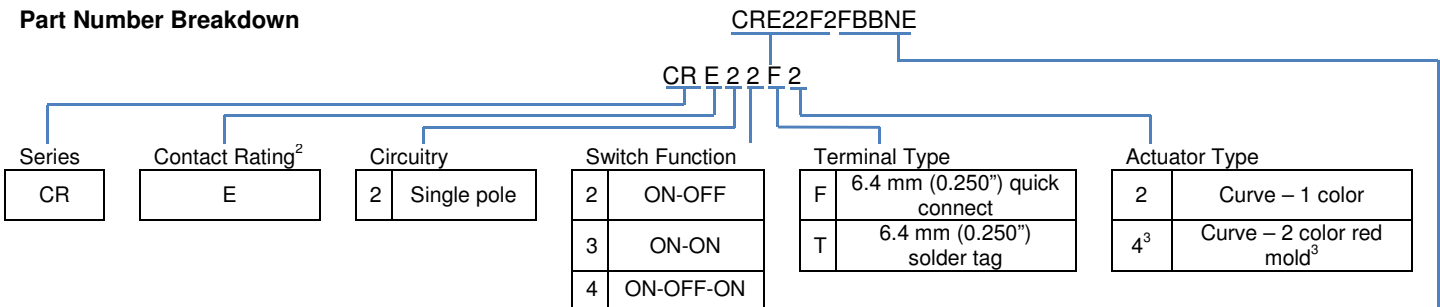 Part Number Breakdown
CRE22F2FBBNE
CR E 2 2 F 2
Series
CR
Contact Rating²
E
Circuitry
2 Single pole
Switch Function
2 ON-OFF
3 ON-ON
4 ON-OFF-ON
Terminal Type
F 6.4 mm (0.250”) quick
connect
T 6.4 mm (0.250”)
solder tag
Actuator Type
2 Curve – 1 color
4³ Curve – 2 color red
mold³